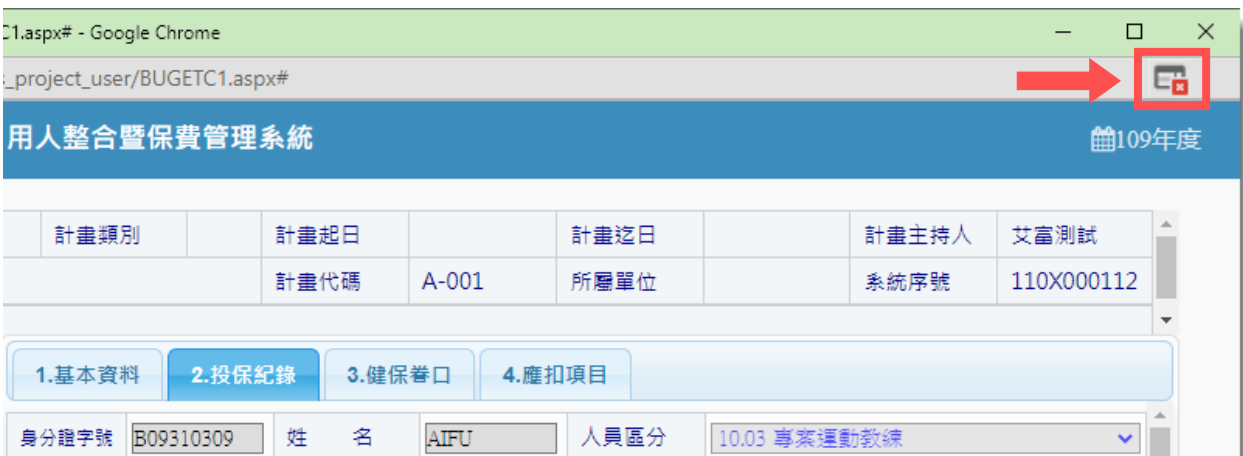 C1.aspx# - Google Chrome
s_project_user/BUGETC1.aspx#
用人整合暨保費管理系統 109年度
計畫類別 計畫起日 計畫迄日 計畫主持人 艾富測試
計畫代碼 A-001 所屬單位 系統序號 110X000112
1.基本資料 2.投保紀錄 3.健保眷口 4.應扣項目
身分證字號 B09310309 姓 名 AIFU 人員區分 10.03 專案運動教練